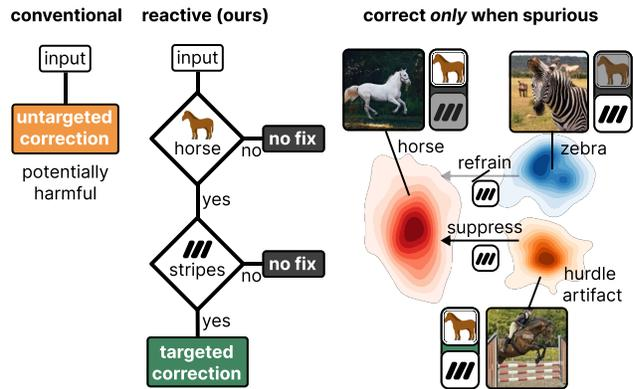 conventional
input
untargeted
correction
potentially
harmful
reactive (ours)
input
horse
no
no fix
yes
stripes
no
no fix
yes
targeted
correction
correct only when spurious
horse
zebra
refrain
suppress
hurdle
artifact